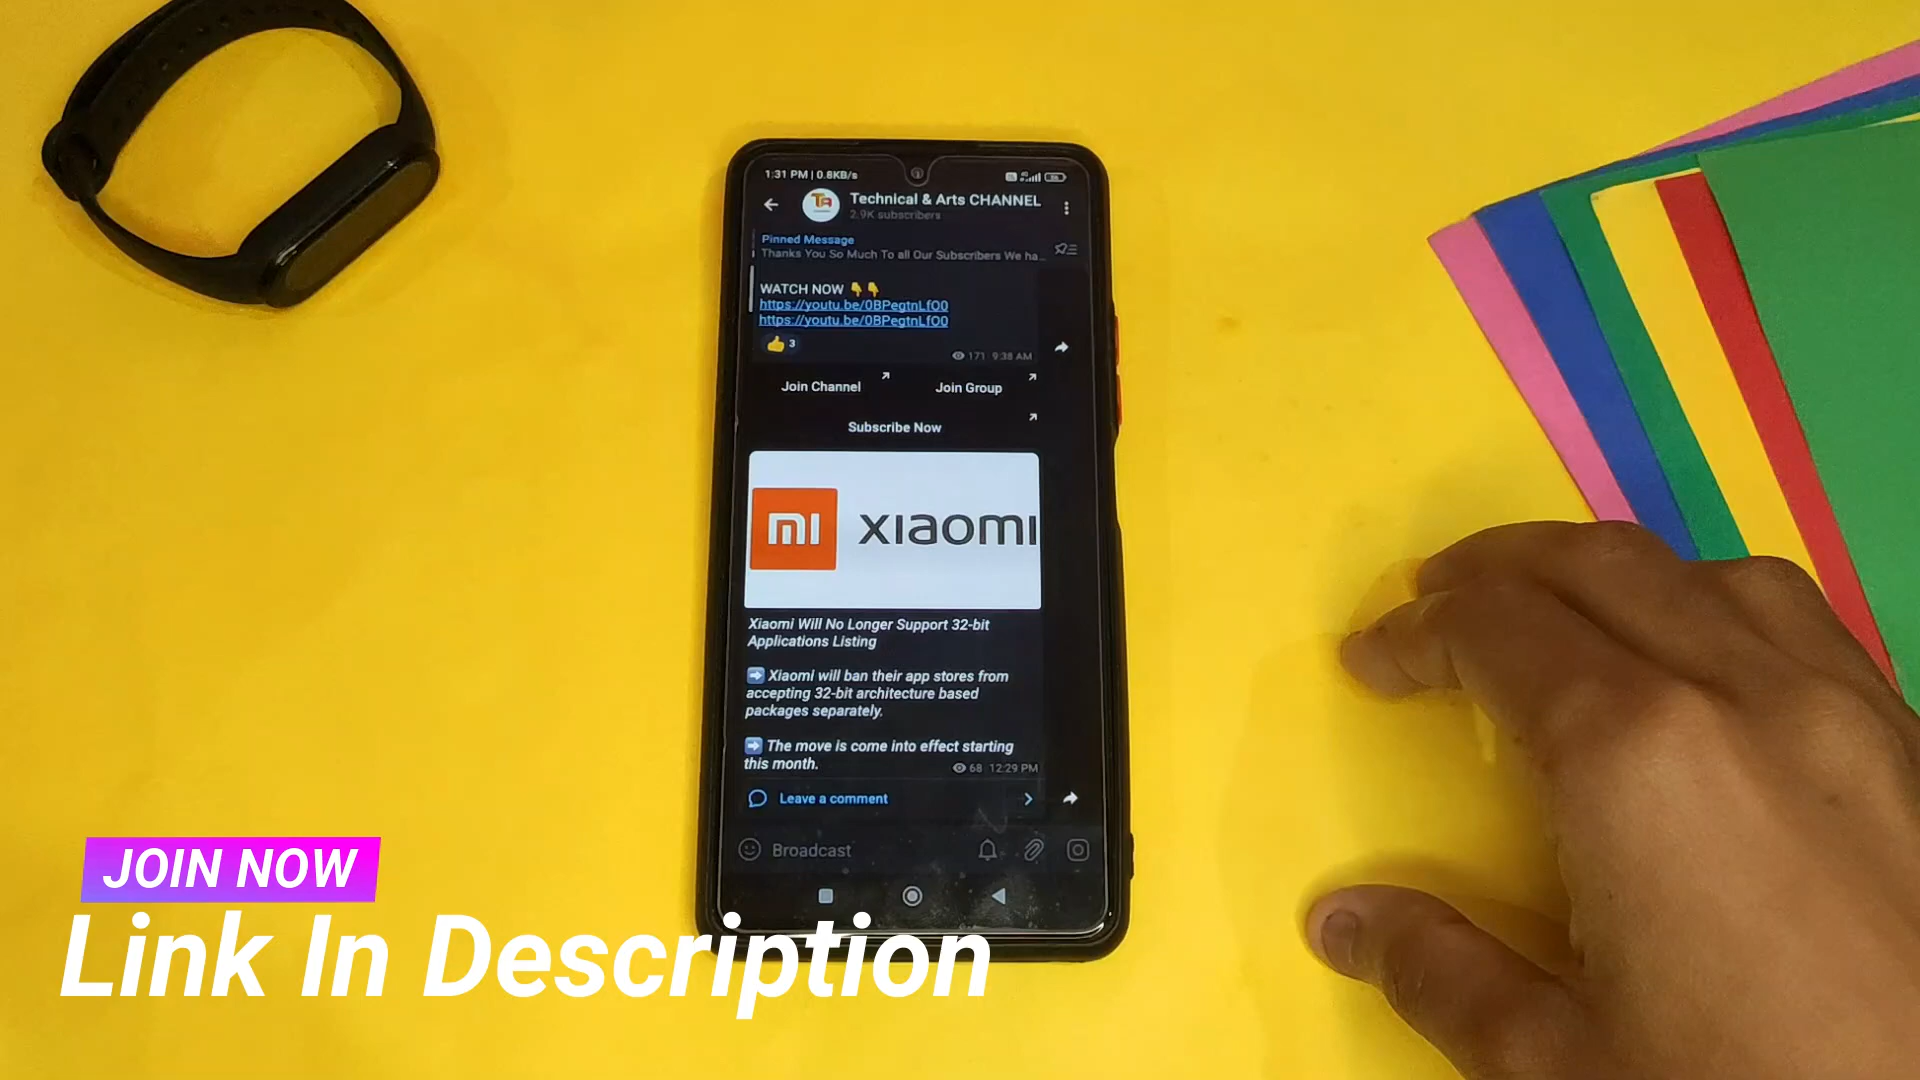 1:31 PM | 0.8KB/s
Technical & Arts CHANNEL
2.9K subscribers
Pinned Message
Thanks You So Much To all Our Subscribers We ha...
WATCH NOW 👇👇
https://youtu.be/0BPegtnLfO0
https://youtu.be/0BPegtnLfO0
👍 3
171 9:38 AM
Join Channel
Join Group
Subscribe Now
mi xiaomi
Xiaomi Will No Longer Support 32-bit
Applications Listing
➡️ Xiaomi will ban their app stores from
accepting 32-bit architecture based
packages separately.
➡️ The move is come into effect starting
this month.
68 12:29 PM
Leave a comment
Broadcast
JOIN NOW
Link In Description